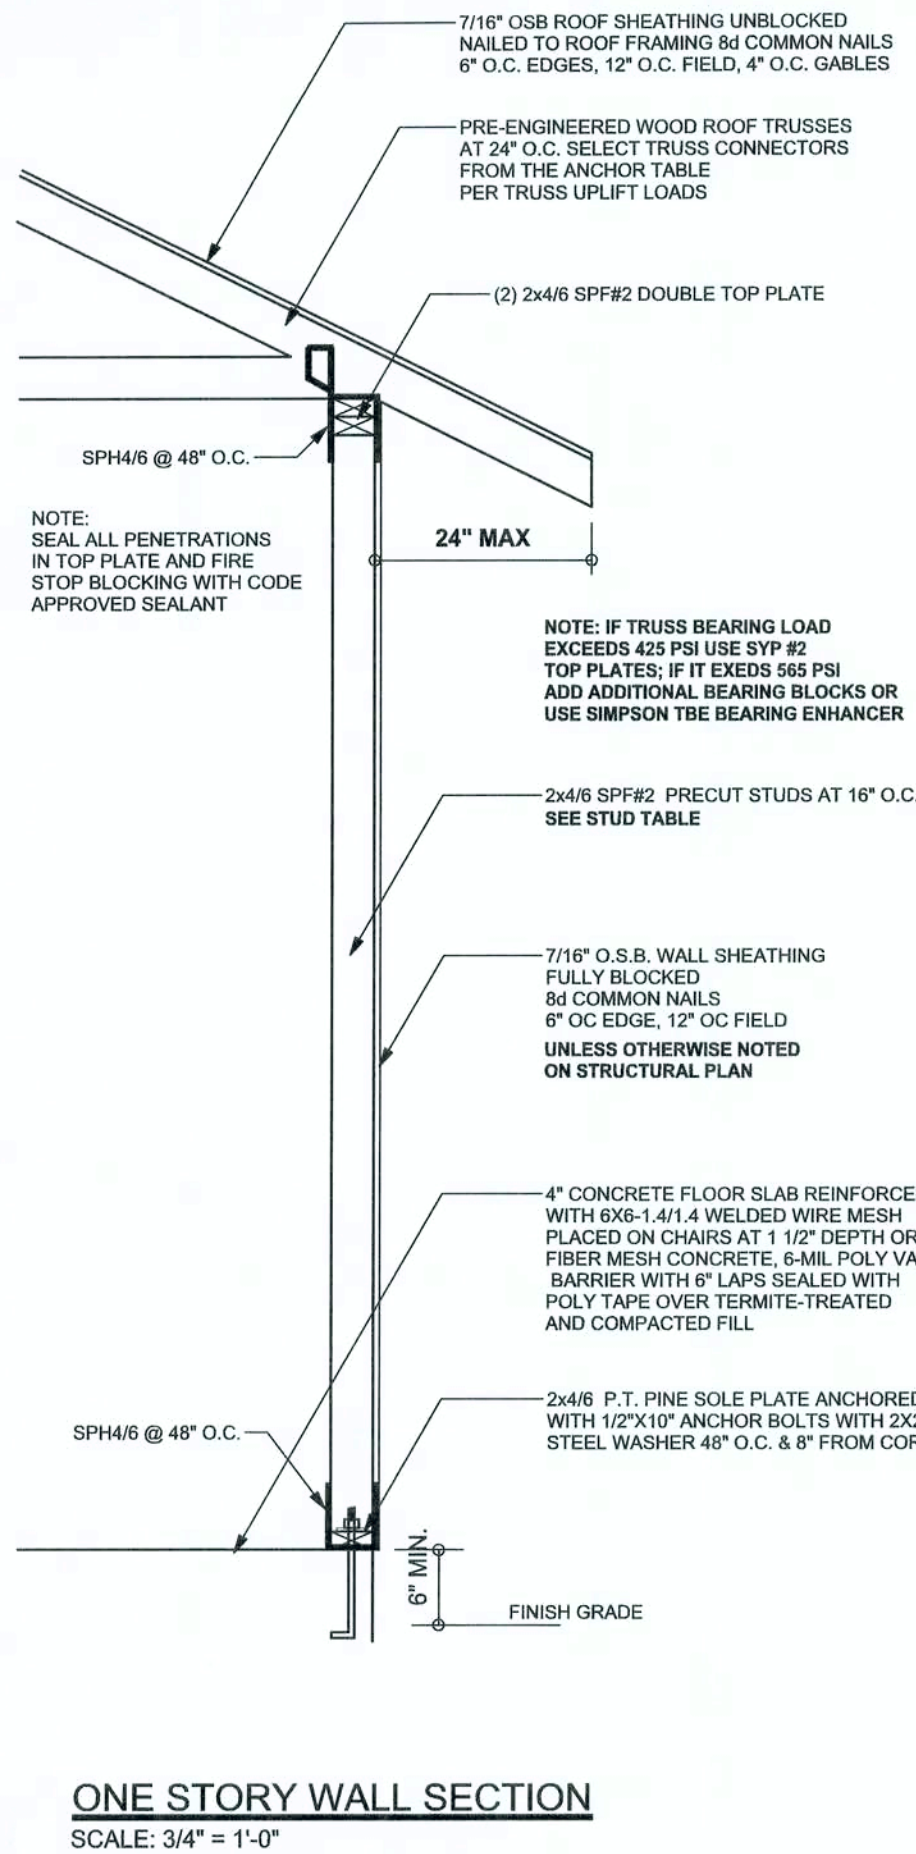 7/16" OSB ROOF SHEATHING UNBLOCKED
NAILED TO ROOF FRAMING 8d COMMON NAILS
6" O.C. EDGES, 12" O.C. FIELD, 4" O.C. GABLES
PRE-ENGINEERED WOOD ROOF TRUSSES
AT 24" O.C. SELECT TRUSS CONNECTORS
FROM THE ANCHOR TABLE
PER TRUSS UPLIFT LOADS
(2) 2x4/6 SPF#2 DOUBLE TOP PLATE
SPH4/6 @ 48" O.C.
NOTE:
SEAL ALL PENETRATIONS
IN TOP PLATE AND FIRE
STOP BLOCKING WITH CODE
APPROVED SEALANT
24" MAX
NOTE: IF TRUSS BEARING LOAD
EXCEEDS 425 PSI USE SYP #2
TOP PLATES; IF IT EXEDS 565 PSI
ADD ADDITIONAL BEARING BLOCKS OR
USE SIMPSON TBE BEARING ENHANCER
2x4/6 SPF#2 PRECUT STUDS AT 16" O.C.
SEE STUD TABLE
7/16" O.S.B. WALL SHEATHING
FULLY BLOCKED
8d COMMON NAILS
6" OC EDGE, 12" OC FIELD
UNLESS OTHERWISE NOTED
ON STRUCTURAL PLAN
4" CONCRETE FLOOR SLAB REINFORCE
WITH 6X6-1.4/1.4 WELDED WIRE MESH
PLACED ON CHAIRS AT 1 1/2" DEPTH OR
FIBER MESH CONCRETE, 6-MIL POLY VA
BARRIER WITH 6" LAPS SEALED WITH
POLY TAPE OVER TERMITE-TREATED
AND COMPACTED FILL
2x4/6 P.T. PINE SOLE PLATE ANCHORED
WITH 1/2"X10" ANCHOR BOLTS WITH 2X2
STEEL WASHER 48" O.C. & 8" FROM COR
SPH4/6 @ 48" O.C.
6" MIN.
FINISH GRADE
ONE STORY WALL SECTION
SCALE: 3/4" = 1'-0"